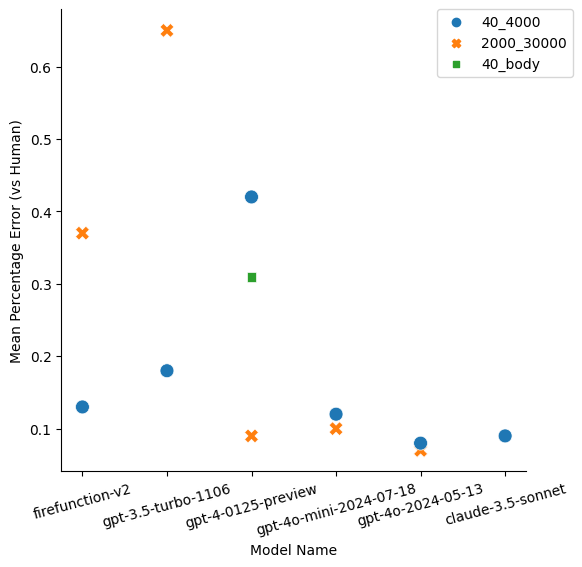 40_4000
2000_30000
40_body
0.6
0.5
0.4
0.3
0.2
0.1
Mean Percentage Error (vs Human)
firefunction-v2
gpt-3.5-turbo-1106
gpt-4-0125-preview
gpt-4o-mini-2024-07-18
gpt-4o-2024-05-13
claude-3.5-sonnet
Model Name